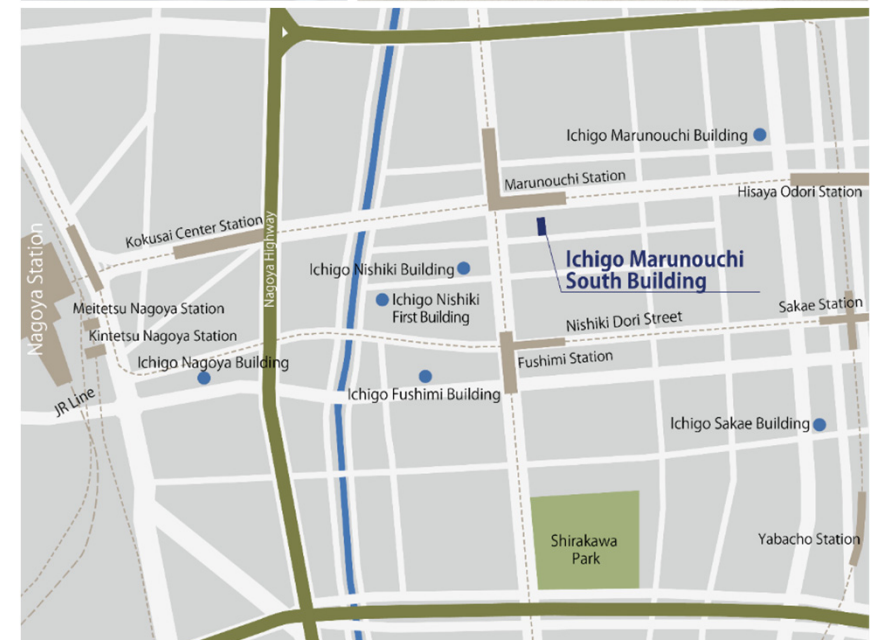 Ichigo Marunouchi Building
Marunouchi Station
Hisaya Odori Station
Kokusai Center Station
Nagoya Highway
Nagoya Station
Ichigo Nishiki Building
Ichigo Marunouchi
South Building
Ichigo Nishiki
First Building
Meitetsu Nagoya Station
Sakae Station
Nishiki Dori Street
Kintetsu Nagoya Station
Fushimi Station
Ichigo Nagoya Building
JR Line
Ichigo Fushimi Building
Ichigo Sakae Building
Shirakawa
Park
Yabacho Station